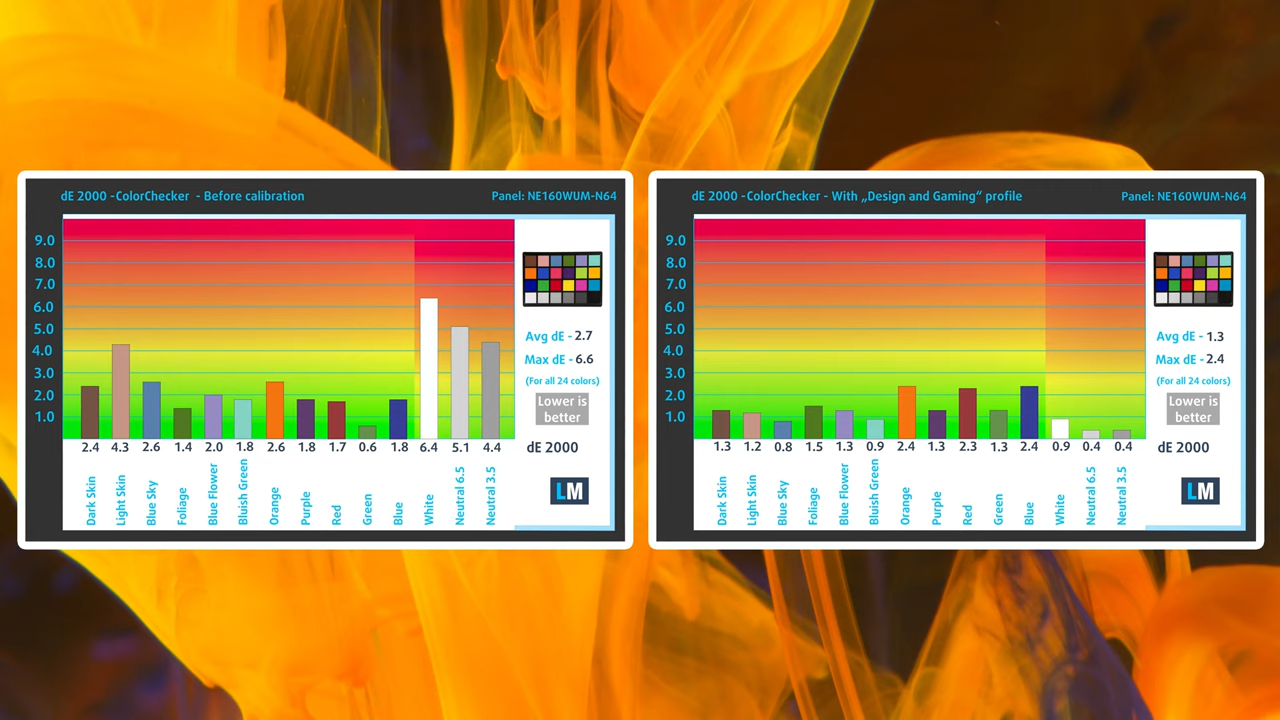 dE 2000 -ColorChecker - Before calibration
Panel: NE160WUM-N64
9.0
8.0
7.0
6.0
5.0
4.0
3.0
2.0
1.0
2.4 4.3 2.6 1.4 2.0 1.8 2.6 1.8 1.7 0.6 1.8 6.4 5.1 4.4
Dark Skin
Light Skin
Blue Sky
Foliage
Blue Flower
Bluish Green
Orange
Purple
Red
Green
Blue
White
Neutral 6.5
Neutral 3.5
Avg dE - 2.7
Max dE - 6.6
(For all 24 colors)
Lower is
better
dE 2000
LM
dE 2000 -ColorChecker - With „Design and Gaming“ profile
Panel: NE160WUM-N64
9.0
8.0
7.0
6.0
5.0
4.0
3.0
2.0
1.0
1.3 1.2 0.8 1.5 1.3 0.9 2.4 1.3 2.3 1.3 2.4 0.9 0.4 0.4
Dark Skin
Light Skin
Blue Sky
Foliage
Blue Flower
Bluish Green
Orange
Purple
Red
Green
Blue
White
Neutral 6.5
Neutral 3.5
Avg dE - 1.3
Max dE - 2.4
(For all 24 colors)
Lower is
better
dE 2000
LM